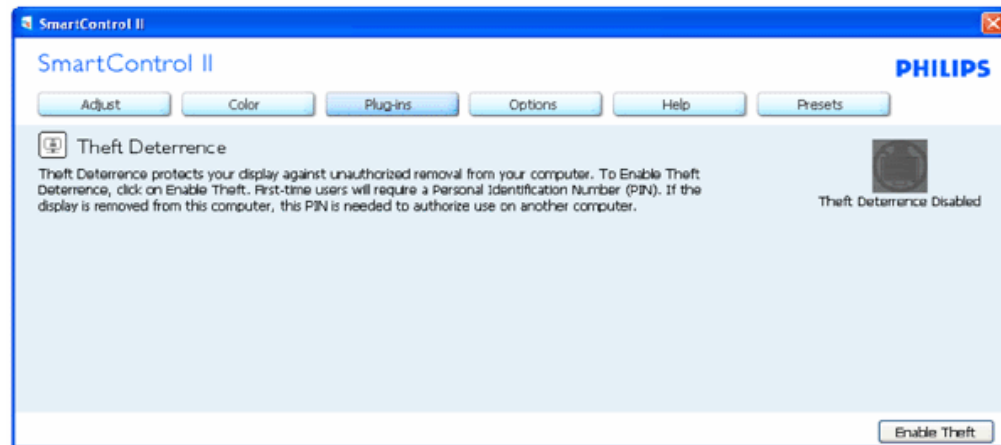 SmartControl II
SmartControl II
PHILIPS
Adjust Color Plug-ins Options Help Presets
Theft Deterrence
Theft Deterrence protects your display against unauthorized removal from your computer. To Enable Theft
Deterrence, click on Enable Theft. First-time users will require a Personal Identification Number (PIN). If the
display is removed from this computer, this PIN is needed to authorize use on another computer.
Theft Deterrence Disabled
Enable Theft